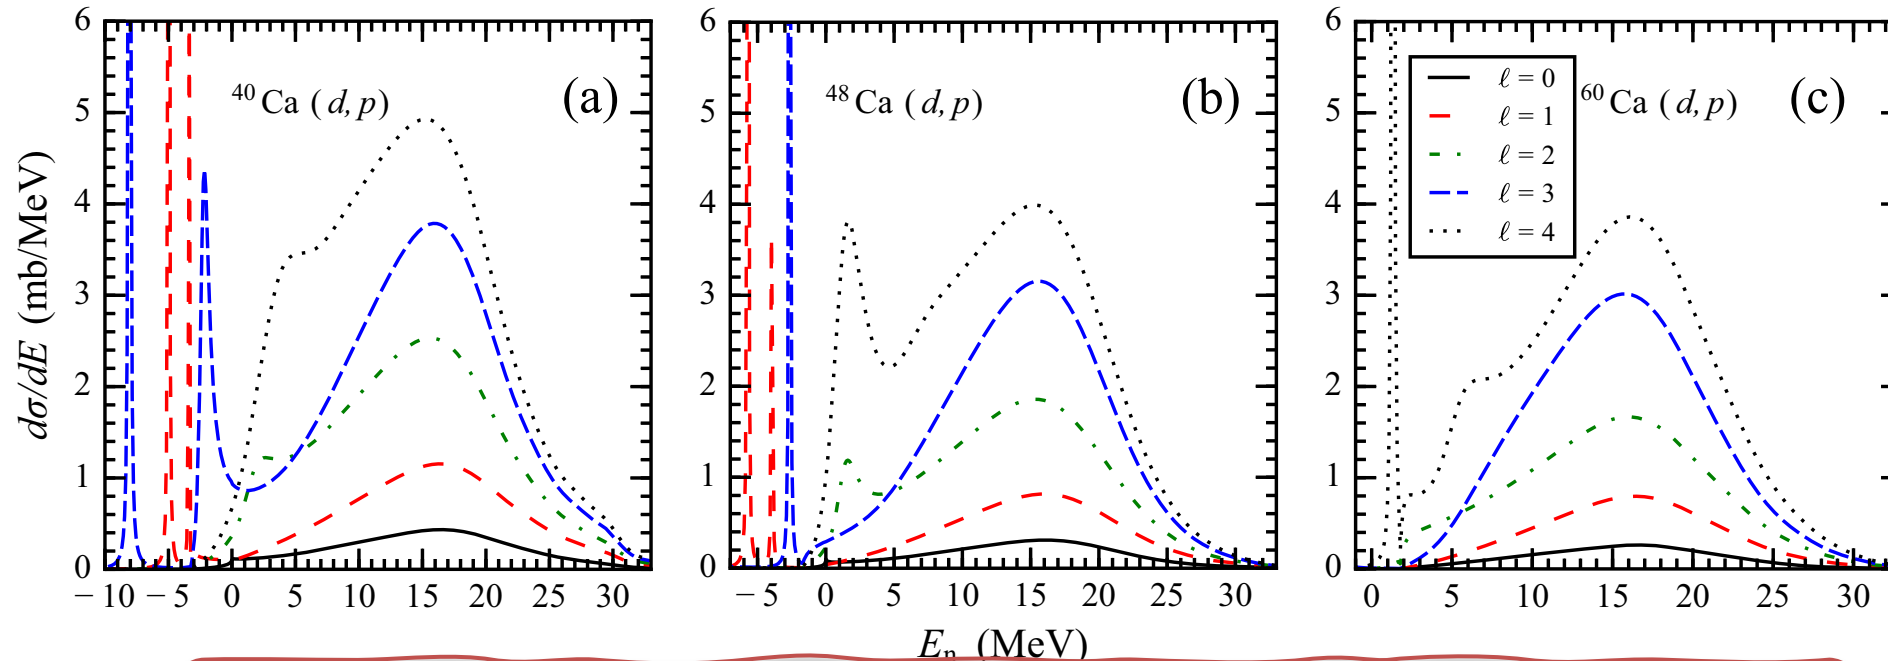 6
5
4
3
2
1
0
dσ/dE (mb/MeV)
⁴⁰Ca (d,p)
(a)
−10 −5 0 5 10 15 20 25 30
6
5
4
3
2
1
0
⁴⁸Ca (d,p)
(b)
−5 0 5 10 15 20 25 30
Eₙ (MeV)
6
5
4
3
2
1
0
ℓ = 0
ℓ = 1
ℓ = 2
ℓ = 3
ℓ = 4
⁶⁰Ca (d,p)
(c)
0 5 10 15 20 25 30